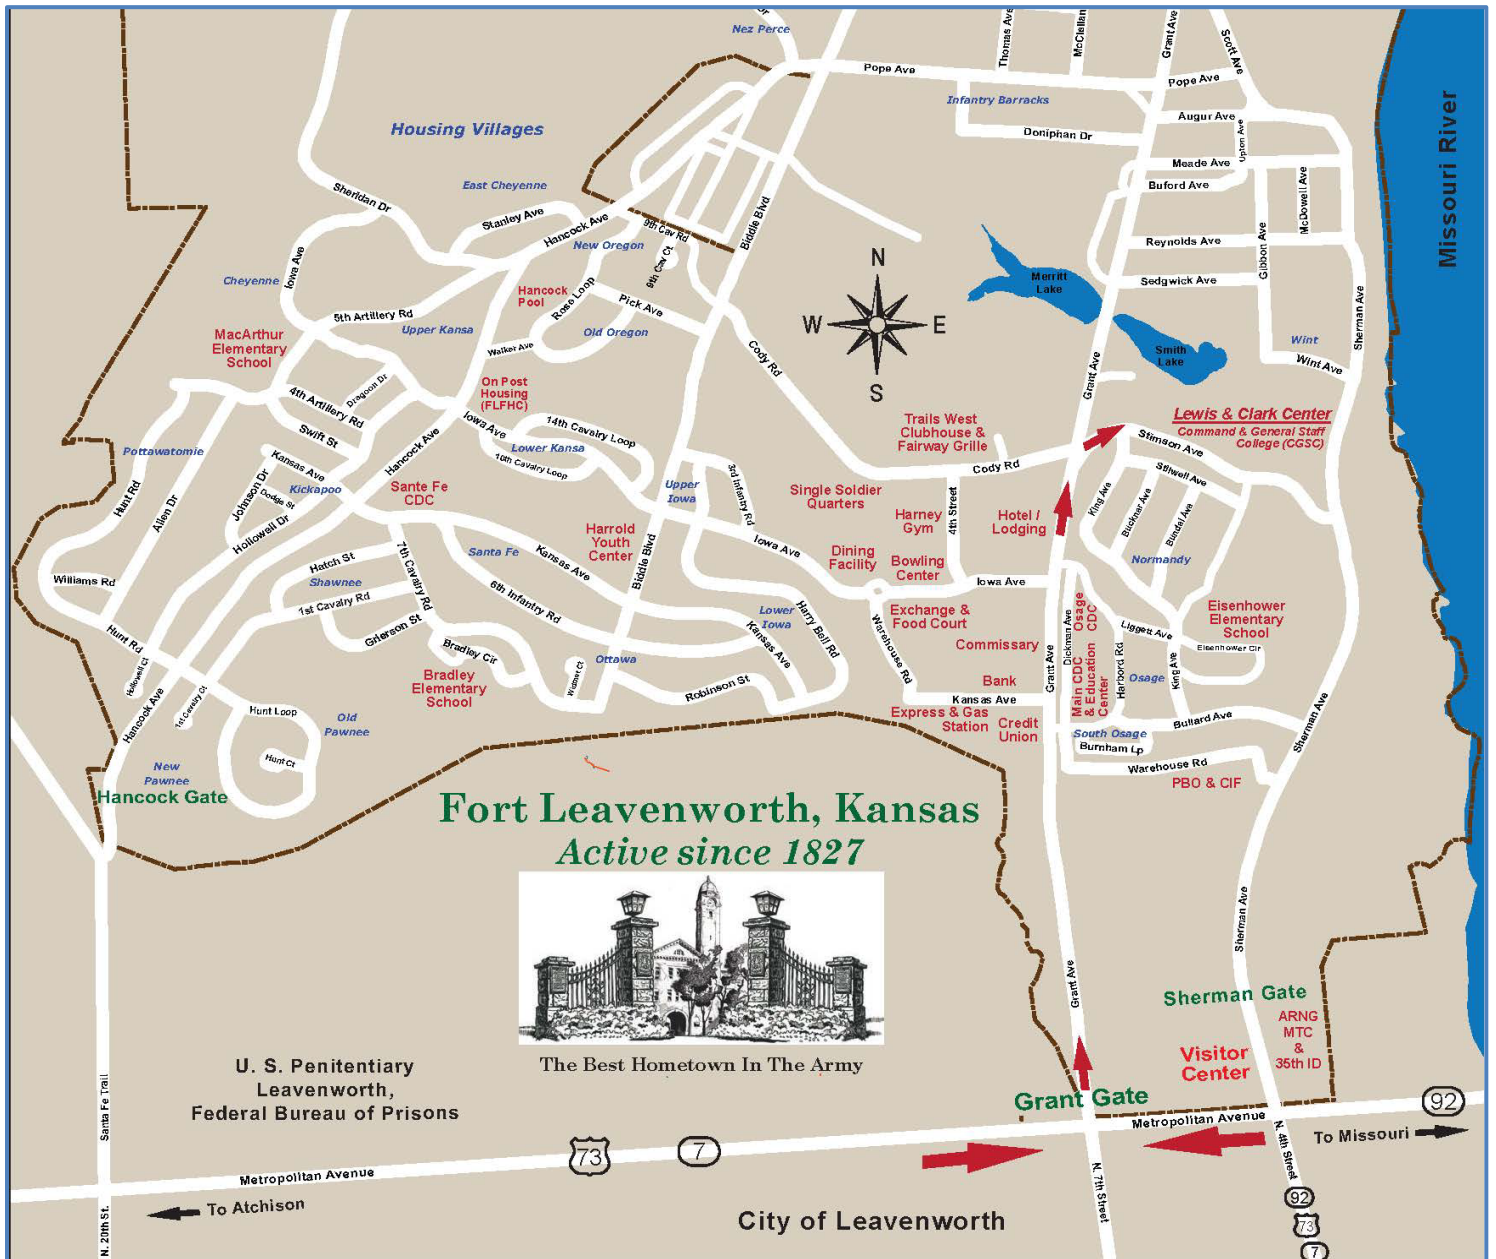 Nez Perce
Dr
Thomas Ave
McClellan
Grant Ave
Scott Ave
Pope Ave
Pope Ave
Infantry Barracks
Augur Ave
Upton Ave
Doniphan Dr
Housing Villages
Meade Ave
Buford Ave
McDowell Ave
Missouri River
East Cheyenne
Sheridan Dr
Stanley Ave
Hancock Ave
9th Cav Rd
Biddle Blvd
New Oregon
9th Cav Ct
Reynolds Ave
Gibbon Ave
Sedgwick Ave
Iowa Ave
Cheyenne
N
W
E
S
Merritt
Lake
Hancock
Pool
Rose Loop
Pick Ave
5th Artillery Rd
Upper Kansa
Old Oregon
Sherman Ave
MacArthur
Elementary
School
Walker Ave
Cody Rd
Smith
Lake
Wint
Wint Ave
Grant Ave
On Post
Housing
(FLFHC)
Dragoon Dr
4th Artillery Rd
Swift St
Iowa Ave
14th Cavalry Loop
Lower Kansa
10th Cavalry Loop
Hancock Ave
Trails West
Clubhouse &
Fairway Grille
Lewis & Clark Center
Command & General Staff
College (CGSC)
Stimson Ave
Cody Rd
Stilwell Ave
Pottawatomie
Kansas Ave
Kickapoo
Johnson Dr
Dodge St
Hollowell Dr
Hunt Rd
Allen Dr
Santa Fe
CDC
Upper
Iowa
3rd Infantry Rd
Single Soldier
Quarters
Harney
Gym
4th Street
Hotel /
Lodging
King Ave
Buckner Ave
Bundel Ave
Harrold
Youth
Center
Iowa Ave
Dining
Facility
Bowling
Center
Iowa Ave
Normandy
Biddle Blvd
Hatch St
Shawnee
7th Cavalry Rd
Santa Fe
Kansas Ave
Williams Rd
1st Cavalry Rd
6th Infantry Rd
Grierson St
Lower
Iowa
Harry Bell Rd
Kansas Ave
Warehouse Rd
Exchange &
Food Court
Commissary
Osage
CDC
Dickman Ave
Main CDC
& Education
Center
Liggett Ave
Eisenhower
Elementary
School
Eisenhower Cir
Hunt Rd
Hollowell Ct
Bradley Cir
Bradley
Elementary
School
Ottawa
Widmer Ct
Robinson St
Bank
Grant Ave
Kansas Ave
Harbord Rd
Osage
King Ave
Hancock Ave
1st Cavalry Ct
Hunt Loop
Old
Pawnee
Hunt Ct
Express & Gas
Station
Credit
Union
South Osage
Burnham Lp
Bullard Ave
Sherman Ave
Warehouse Rd
PBO & CIF
New
Pawnee
Hancock Gate
Fort Leavenworth, Kansas
Active since 1827
Sherman Ave
Grant Ave
The Best Hometown In The Army
Sherman Gate
ARNG
MTC
&
35th ID
Visitor
Center
U. S. Penitentiary
Leavenworth,
Federal Bureau of Prisons
Santa Fe Trail
Grant Gate
Metropolitan Avenue
92
To Missouri
73
7
Metropolitan Avenue
To Atchison
N. 20th St.
N. 7th Street
N. 4th Street
City of Leavenworth
92
73
7